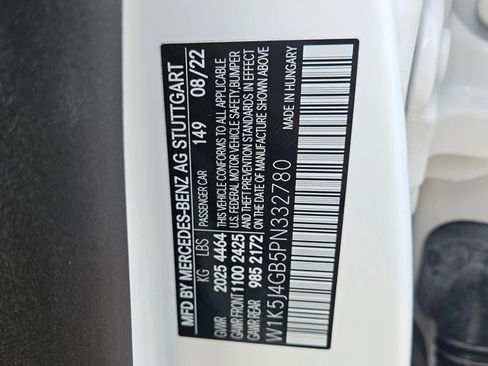 MFD BY MERCEDES-BENZ AG STUTTGART
KG LBS PASSENGER CAR 149 08/22
GVWR 2025 4464 THIS VEHICLE CONFORMS TO ALL APPLICABLE
GAWR FRONT 1100 2425 U.S. FEDERAL MOTOR VEHICLE SAFETY, BUMPER
AND THEFT PREVENTION STANDARDS IN EFFECT
GAWR REAR 985 2172 ON THE DATE OF MANUFACTURE SHOWN ABOVE
W1K5J4GB5PN332780 MADE IN HUNGARY